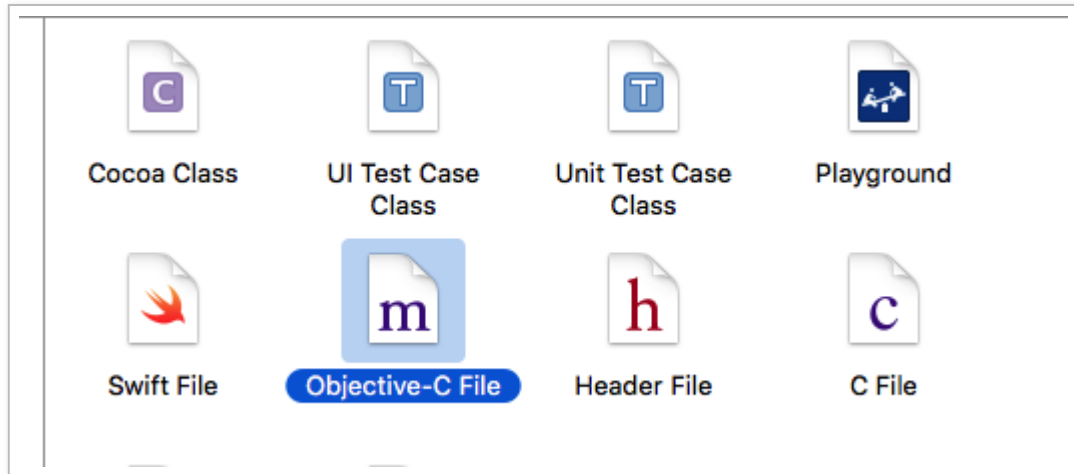 C
T
T
Cocoa Class
UI Test Case
Class
Unit Test Case
Class
Playground
m
h
c
Swift File
Objective-C File
Header File
C File